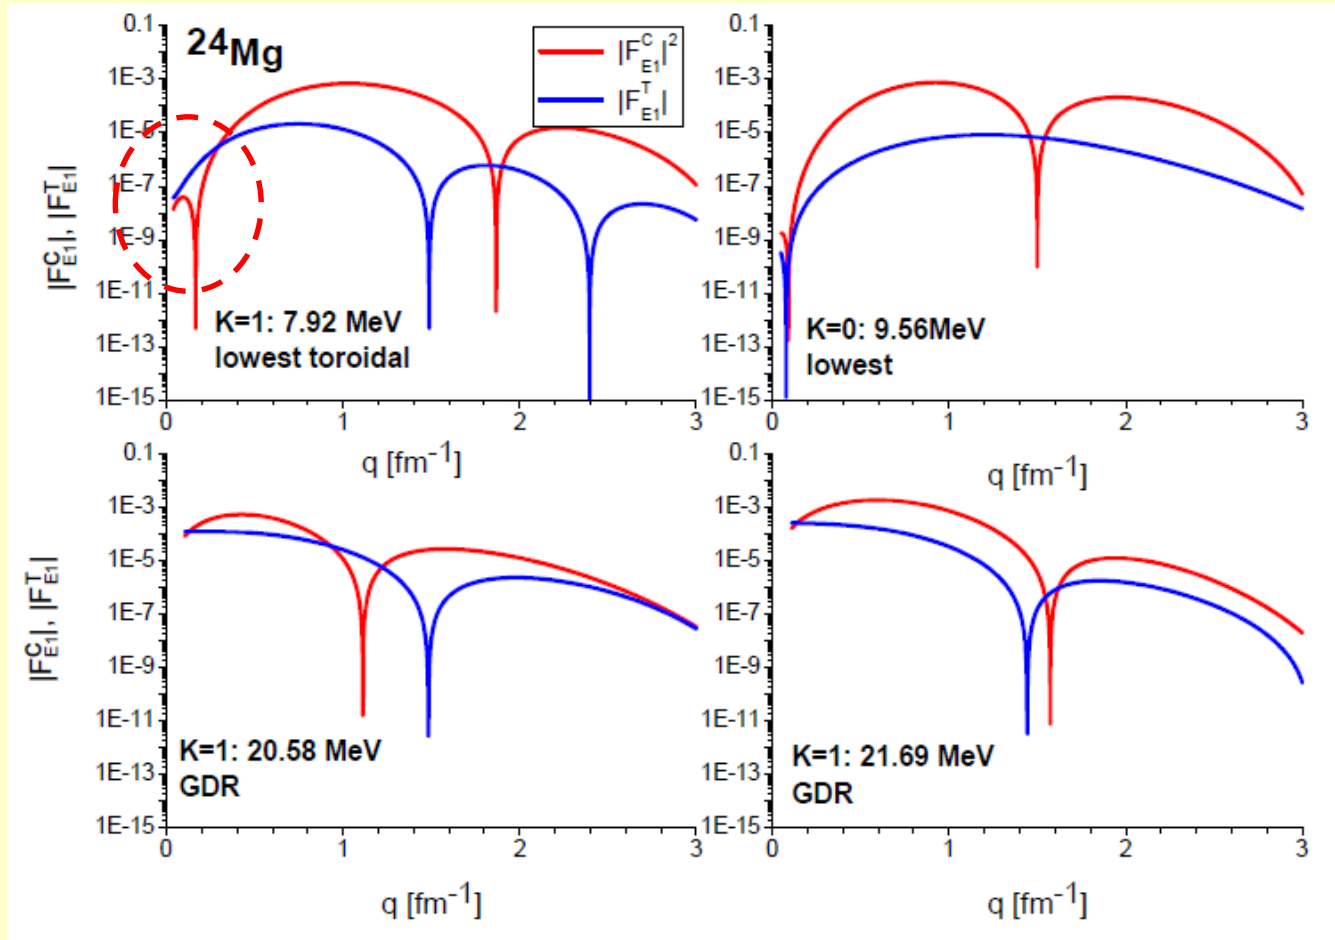 24Mg
|F^C_E1|^2
|F^T_E1|
|F^C_E1|, |F^T_E1|
0.1
1E-3
1E-5
1E-7
1E-9
1E-11
1E-13
1E-15
K=1: 7.92 MeV
lowest toroidal
0 1 2 3
q [fm^-1]
0.1
1E-3
1E-5
1E-7
1E-9
1E-11
1E-13
1E-15
K=0: 9.56MeV
lowest
0 1 2 3
q [fm^-1]
|F^C_E1|, |F^T_E1|
0.1
1E-3
1E-5
1E-7
1E-9
1E-11
1E-13
1E-15
K=1: 20.58 MeV
GDR
0 1 2 3
q [fm^-1]
0.1
1E-3
1E-5
1E-7
1E-9
1E-11
1E-13
1E-15
K=1: 21.69 MeV
GDR
0 1 2 3
q [fm^-1]